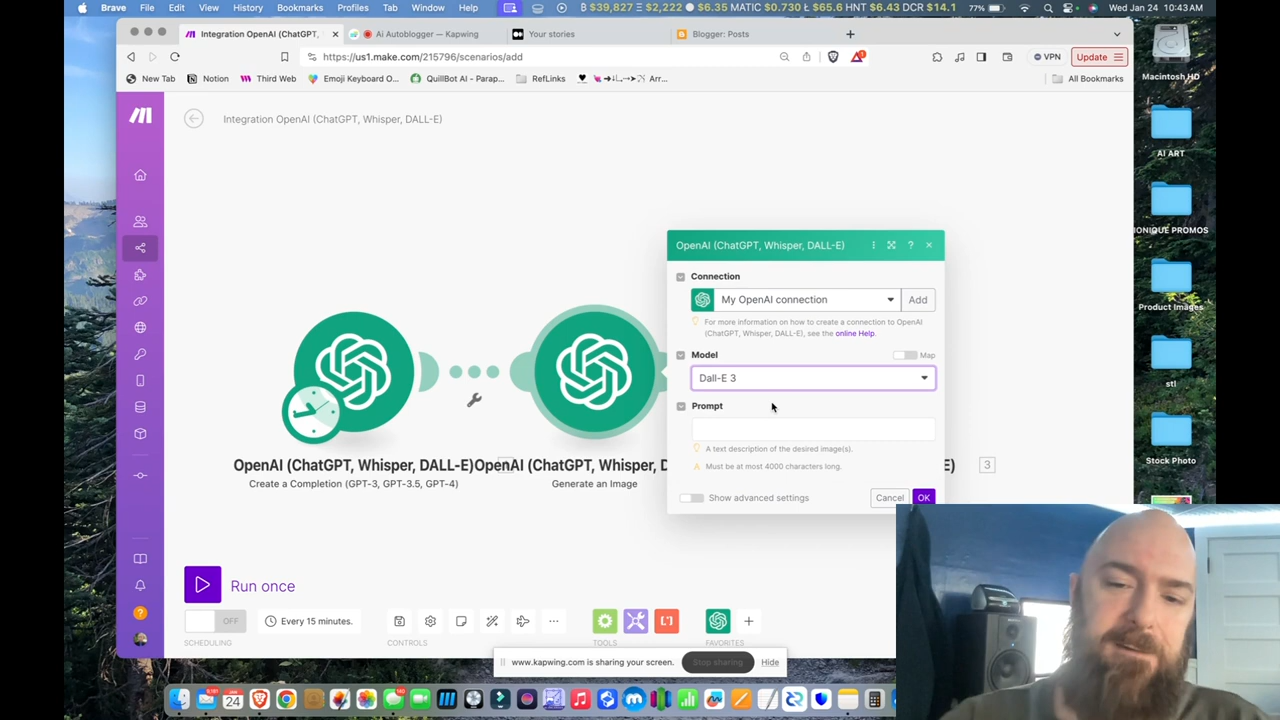 Brave File Edit View History Bookmarks Profiles Tab Window Help
₿ $39,827 Ξ $2,222 $6.35 MATIC $0.730 Ł $65.6 HNT $6.43 DCR $14.1 77% Wed Jan 24 10:43AM
Integration OpenAI (ChatGPT,
Ai Autoblogger — Kapwing
Your stories
Blogger: Posts
https://us1.make.com/215796/scenarios/add
VPN
Update
New Tab
Notion
Third Web
Emoji Keyboard O...
QuillBot AI - Parap...
RefLinks
Arr...
All Bookmarks
Macintosh HD
AI ART
ONIQUE PROMOS
Product Images
stl
Stock Photo
Integration OpenAI (ChatGPT, Whisper, DALL-E)
OpenAI (ChatGPT, Whisper, DALL-E)
Connection
My OpenAI connection
Add
For more information on how to create a connection to OpenAI
(ChatGPT, Whisper, DALL-E), see the online Help.
Model
Map
Dall-E 3
Prompt
A text description of the desired image(s).
Must be at most 4000 characters long.
Show advanced settings
Cancel
OK
OpenAI (ChatGPT, Whisper, DALL-E)
Create a Completion (GPT-3, GPT-3.5, GPT-4)
OpenAI (ChatGPT, Whisper, D
Generate an Image
E)
3
Run once
OFF
Every 15 minutes.
SCHEDULING
CONTROLS
TOOLS
FAVORITES
www.kapwing.com is sharing your screen.
Stop sharing
Hide